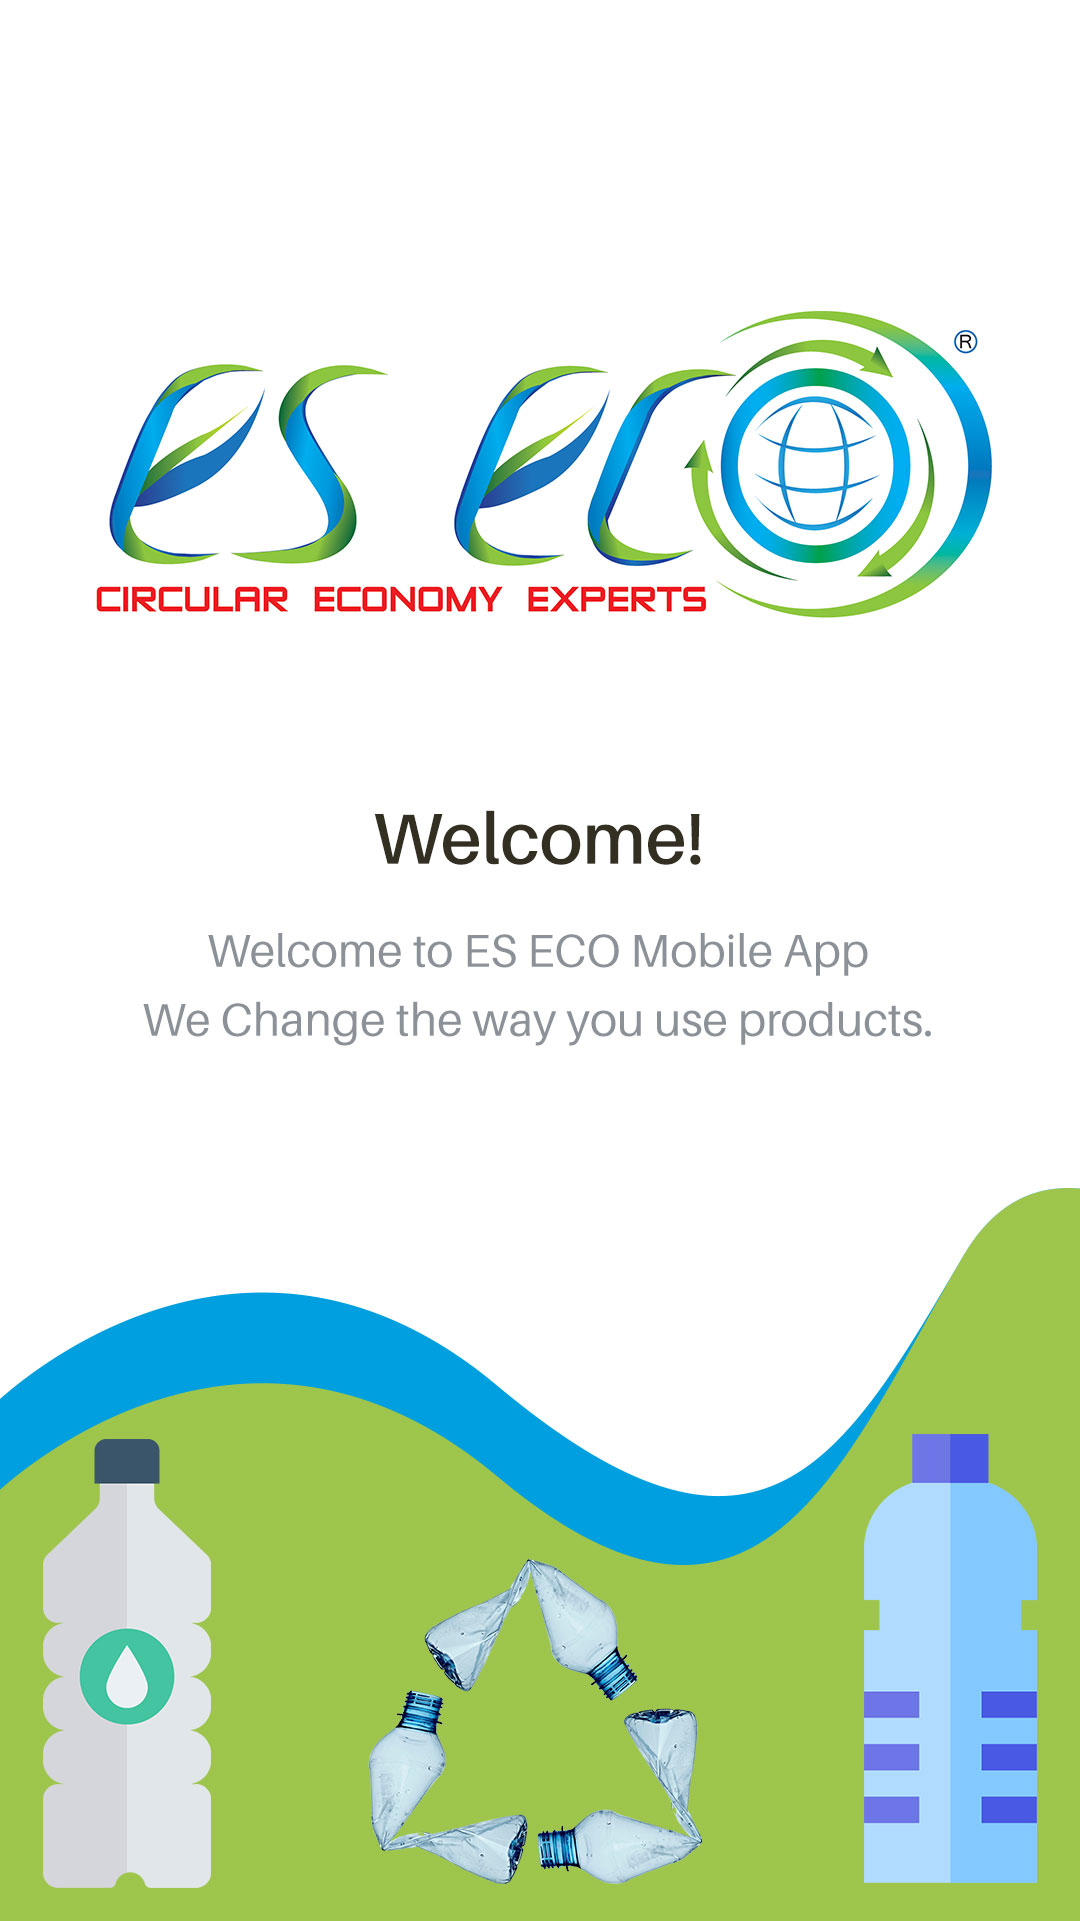 ES ECO ®
CIRCULAR ECONOMY EXPERTS
Welcome!
Welcome to ES ECO Mobile App
We Change the way you use products.